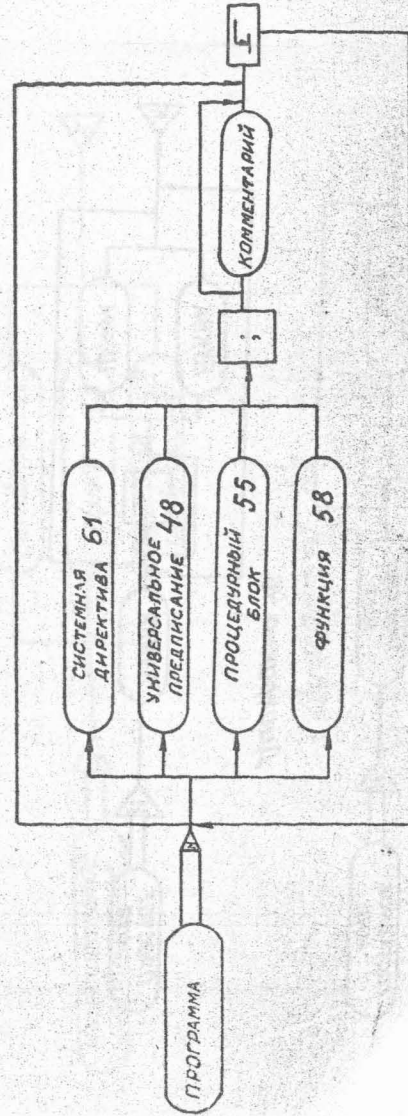 ПРОГРАММА
СИСТЕМНАЯ
ДИРЕКТИВА 61
УНИВЕРСАЛЬНОЕ
ПРЕДПИСАНИЕ 48
ПРОЦЕДУРНЫЙ
БЛОК 55
ФУНКЦИЯ 58
;
КОММЕНТАРИЙ